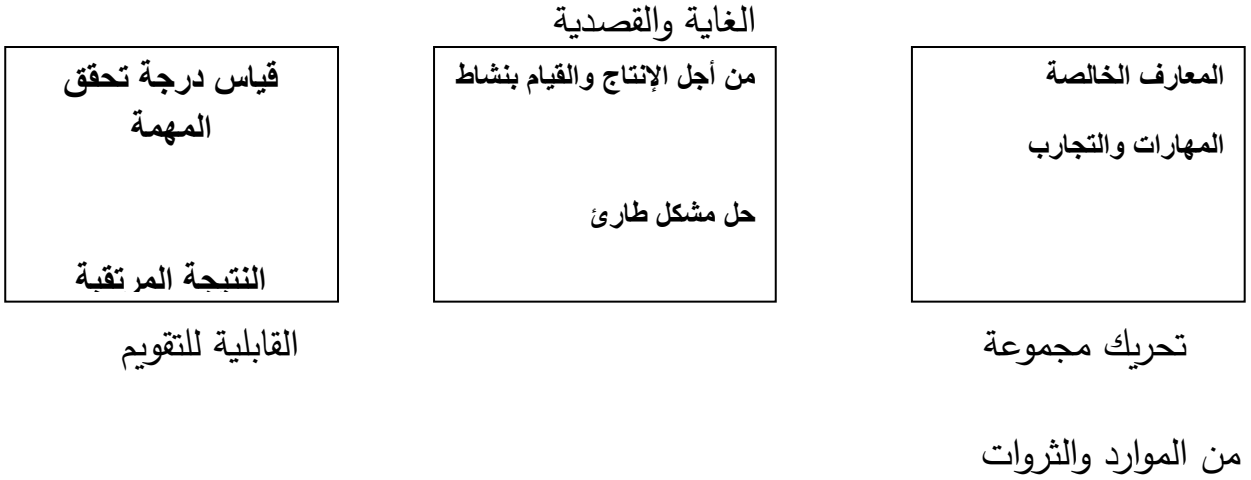 الغاية والقصدية
المعارف الخالصة
المهارات والتجارب
من أجل الإنتاج والقيام بنشاط
حل مشكل طارئ
قياس درجة تحقق
المهمة
النتيجة المرتقبة
تحريك مجموعة
القابلية للتقويم
من الموارد والثروات